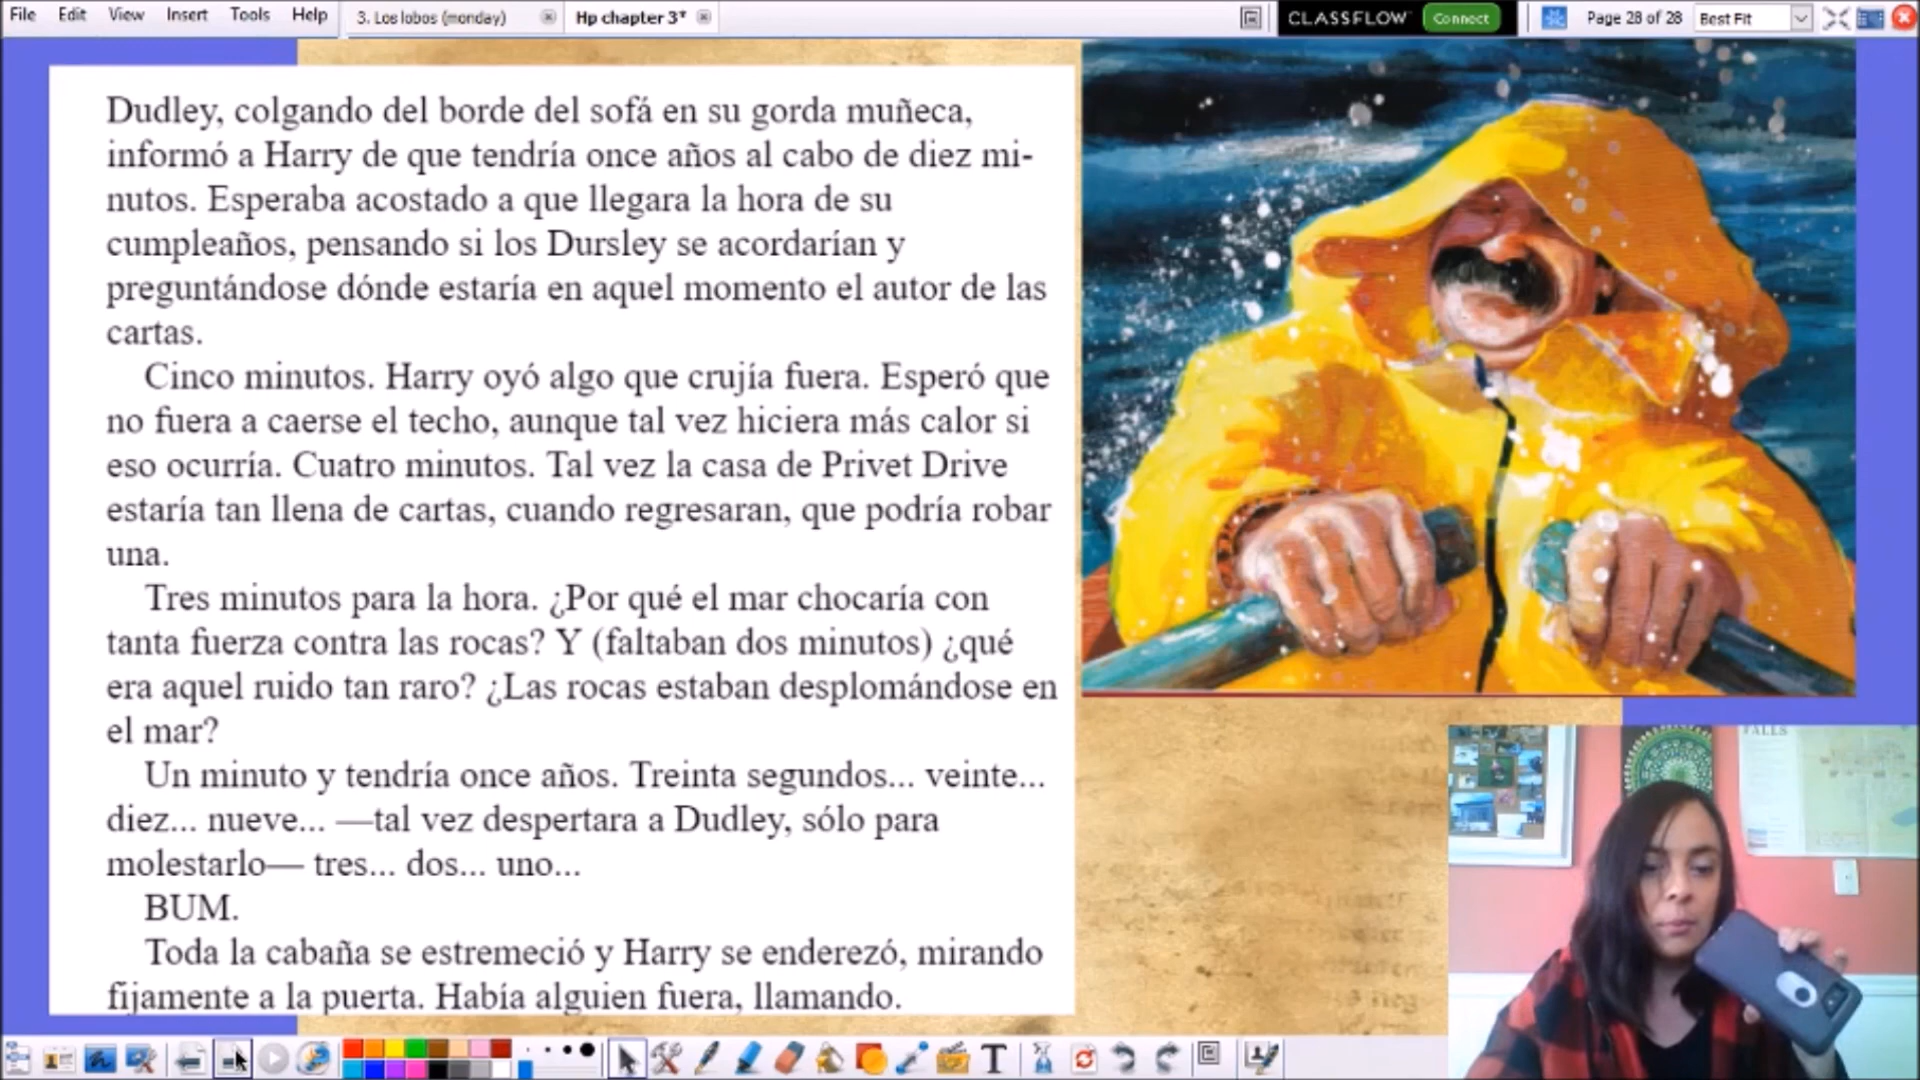 File Edit View Insert Tools Help
3. Los lobos (monday)
Hp chapter 3*
CLASSFLOW
Connect
Page 28 of 28
Best Fit
Dudley, colgando del borde del sofá en su gorda muñeca,
informó a Harry de que tendría once años al cabo de diez mi-
nutos. Esperaba acostado a que llegara la hora de su
cumpleaños, pensando si los Dursley se acordarían y
preguntándose dónde estaría en aquel momento el autor de las
cartas.
Cinco minutos. Harry oyó algo que crujía fuera. Esperó que
no fuera a caerse el techo, aunque tal vez hiciera más calor si
eso ocurría. Cuatro minutos. Tal vez la casa de Privet Drive
estaría tan llena de cartas, cuando regresaran, que podría robar
una.
Tres minutos para la hora. ¿Por qué el mar chocaría con
tanta fuerza contra las rocas? Y (faltaban dos minutos) ¿qué
era aquel ruido tan raro? ¿Las rocas estaban desplomándose en
el mar?
Un minuto y tendría once años. Treinta segundos... veinte...
diez... nueve... —tal vez despertara a Dudley, sólo para
molestarlo— tres... dos... uno...
BUM.
Toda la cabaña se estremeció y Harry se enderezó, mirando
fijamente a la puerta. Había alguien fuera, llamando.
FALLS